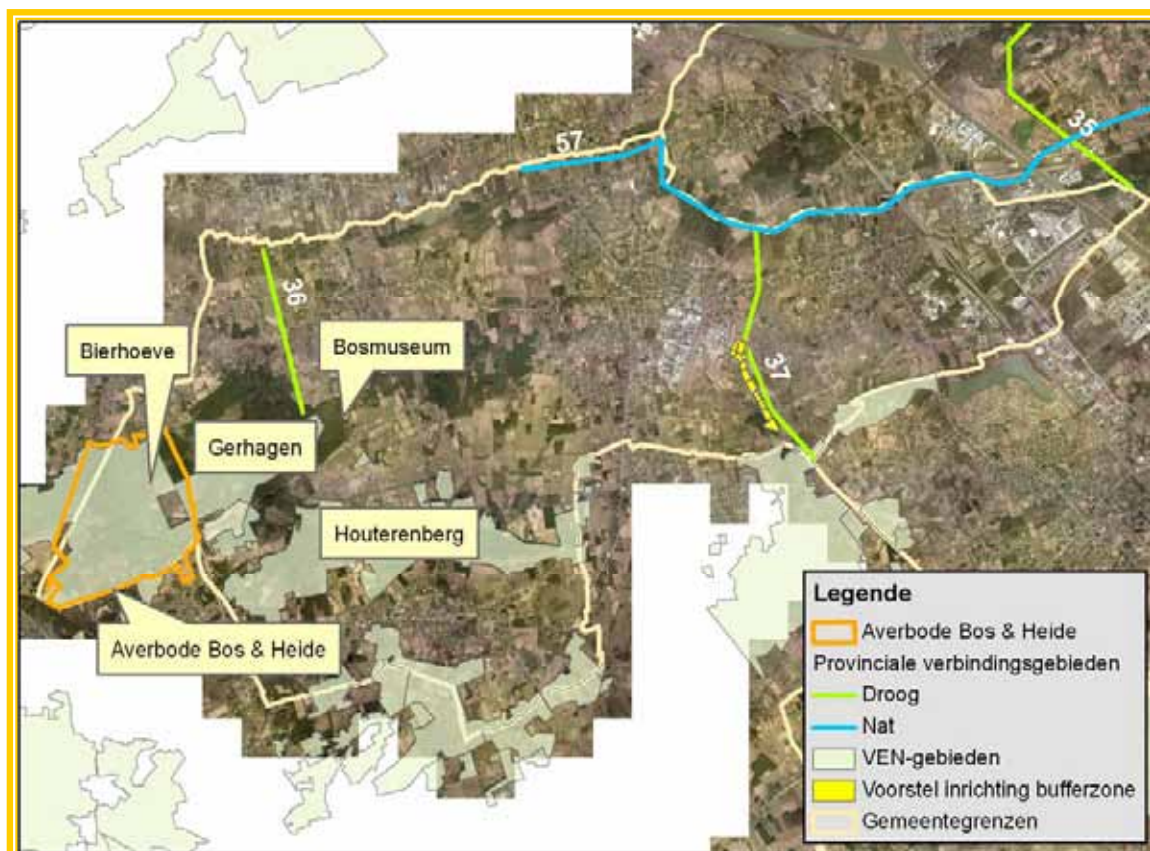 57
35
36
37
Bierhoeve
Bosmuseum
Gerhagen
Houterenberg
Averbode Bos & Heide
Legende
Averbode Bos & Heide
Provinciale verbindingsgebieden
Droog
Nat
VEN-gebieden
Voorstel inrichting bufferzone
Gemeentegrenzen